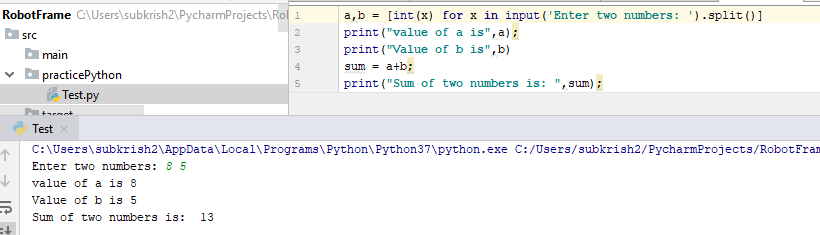 RobotFrame C:\Users\subkrish2\PycharmProjects\Ro
src
main
practicePython
Test.py
target
1 a,b = [int(x) for x in input('Enter two numbers: ').split()]
2 print("value of a is",a);
3 print("Value of b is",b)
4 sum = a+b;
5 print("Sum of two numbers is: ",sum);
Test
C:\Users\subkrish2\AppData\Local\Programs\Python\Python37\python.exe C:/Users/subkrish2/PycharmProjects/RobotFram
Enter two numbers: 8 5
value of a is 8
Value of b is 5
Sum of two numbers is:  13